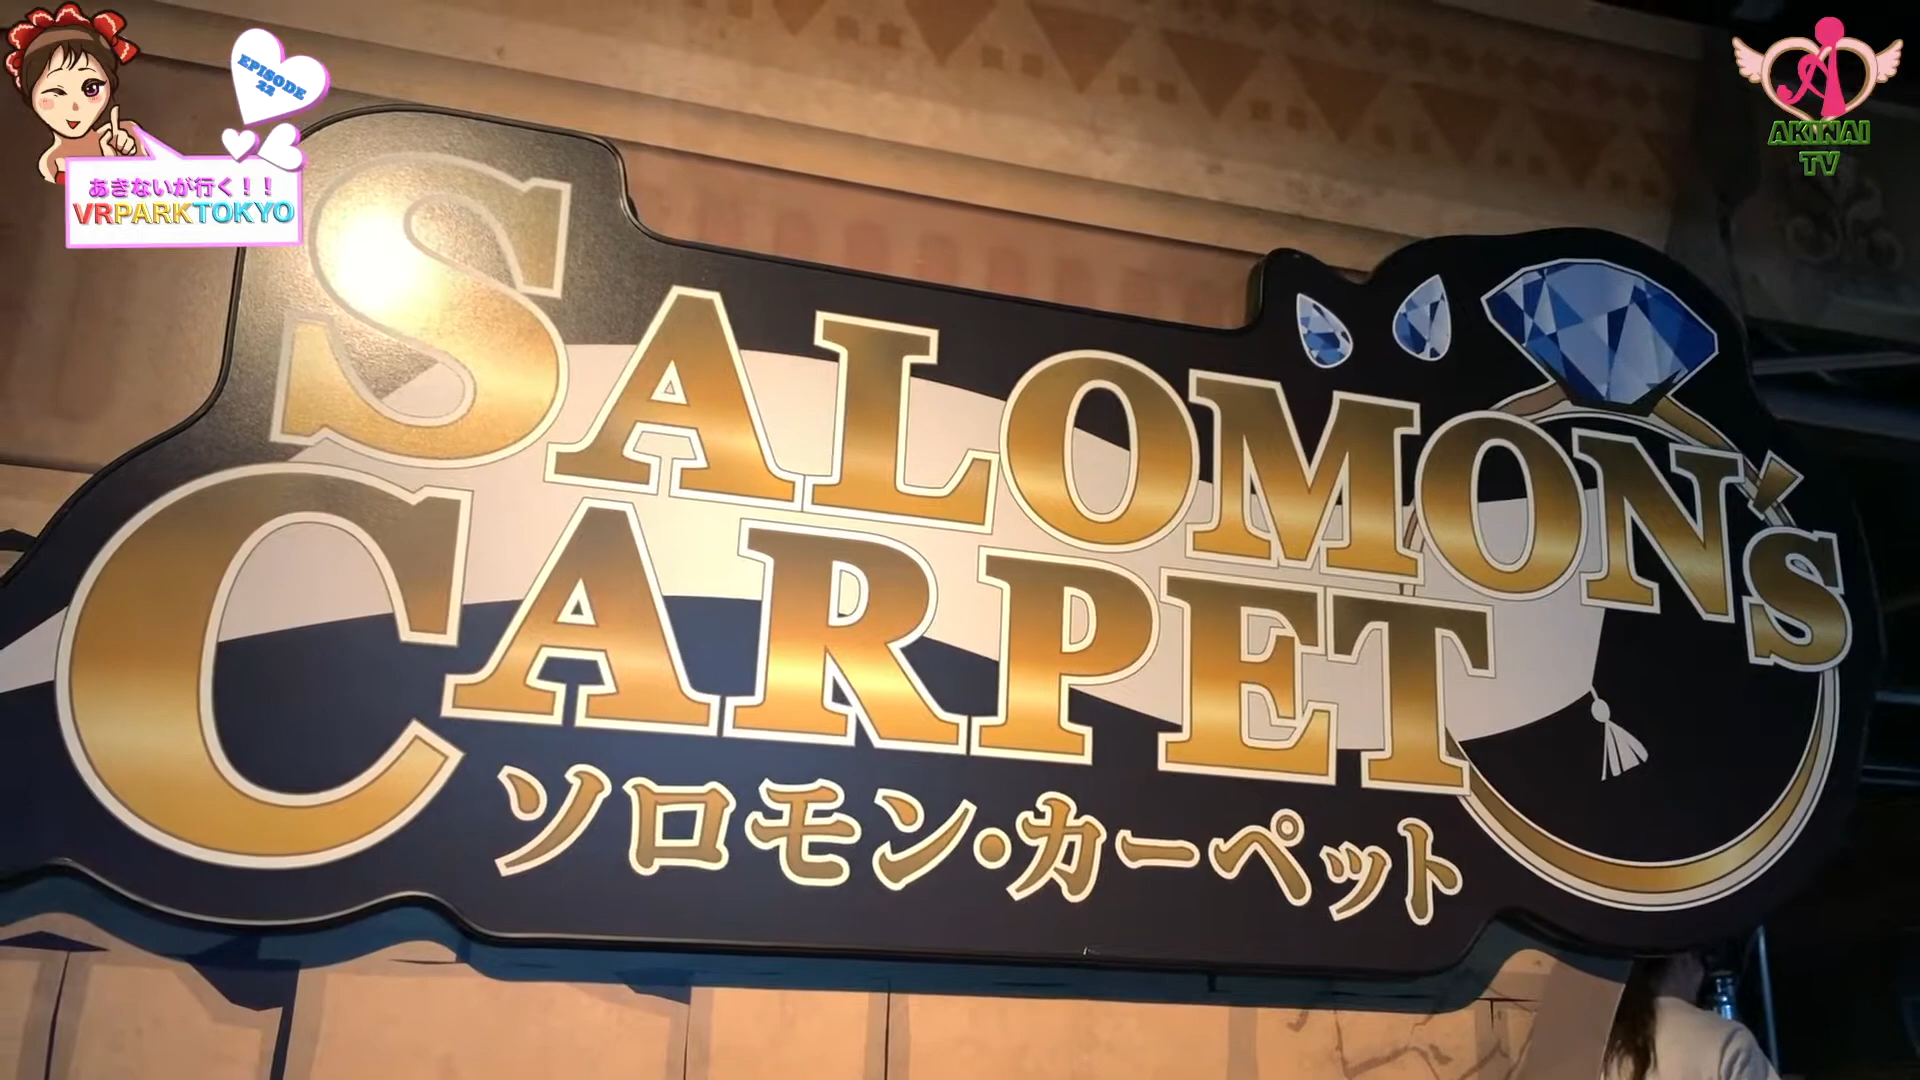 EPISODE
22
あきないが行く！！
VRPARKTOKYO
A
AKINAI
TV
SALOMON'S
CARPET
ソロモン・カーペット